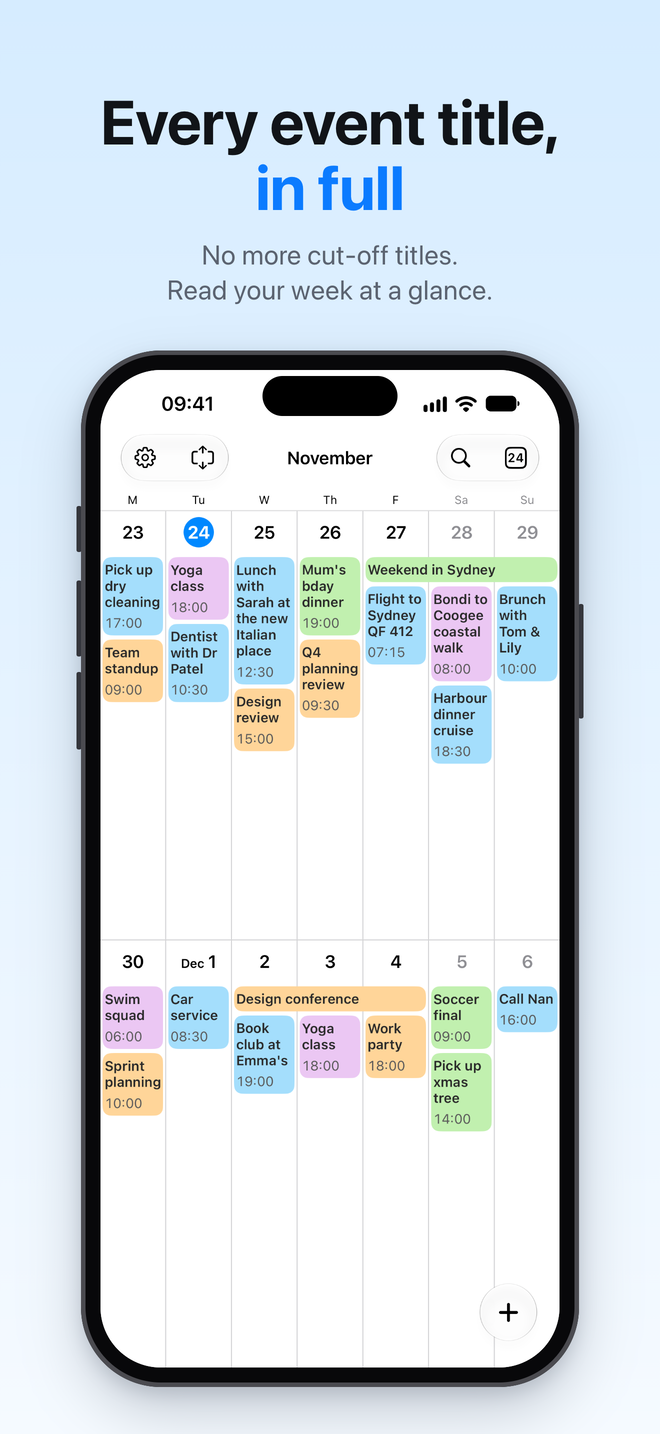 Every event title,
in full
No more cut-off titles.
Read your week at a glance.
09:41
November
24
M Tu W Th F Sa Su
23 24 25 26 27 28 29
Pick up
dry
cleaning
17:00
Team
standup
09:00
Yoga
class
18:00
Dentist
with Dr
Patel
10:30
Lunch
with
Sarah at
the new
Italian
place
12:30
Design
review
15:00
Mum's
bday
dinner
19:00
Q4
planning
review
09:30
Weekend in Sydney
Flight to
Sydney
QF 412
07:15
Bondi to
Coogee
coastal
walk
08:00
Harbour
dinner
cruise
18:30
Brunch
with
Tom &
Lily
10:00
30 Dec 1 2 3 4 5 6
Swim
squad
06:00
Sprint
planning
10:00
Car
service
08:30
Design conference
Book
club at
Emma's
19:00
Yoga
class
18:00
Work
party
18:00
Soccer
final
09:00
Pick up
xmas
tree
14:00
Call Nan
16:00